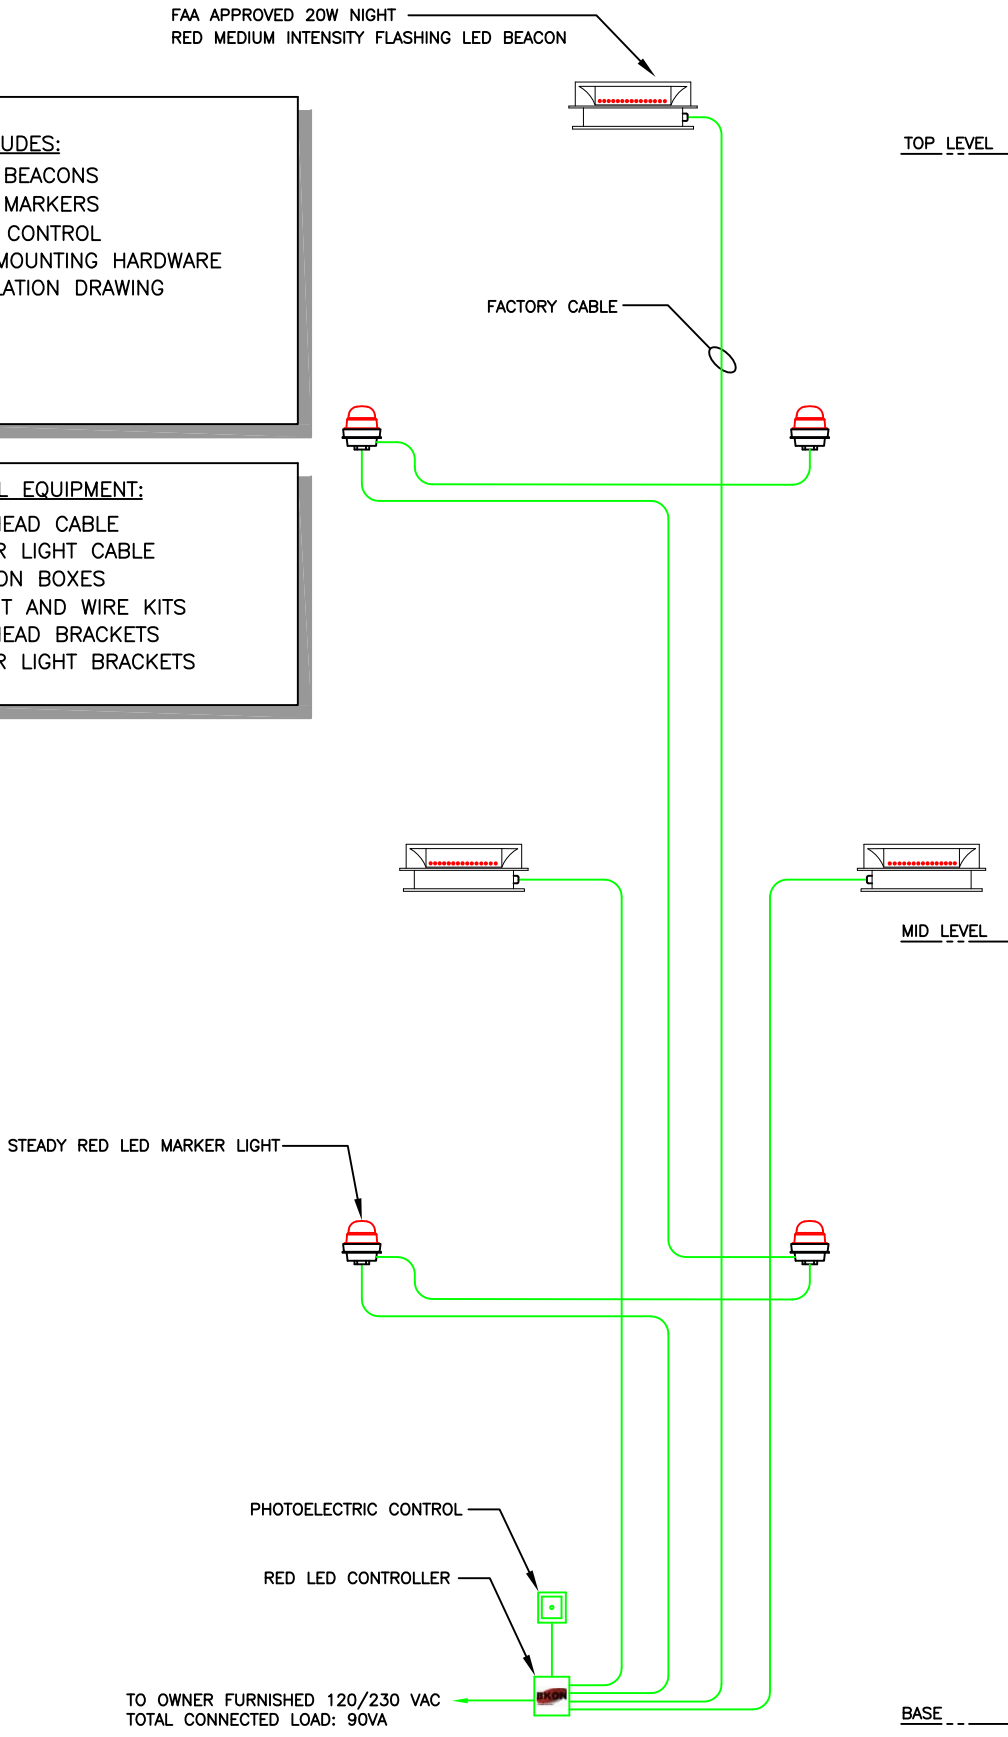 FAA APPROVED 20W NIGHT
RED MEDIUM INTENSITY FLASHING LED BEACON
UDES:
BEACONS
MARKERS
CONTROL
MOUNTING HARDWARE
LATION DRAWING
TOP LEVEL
FACTORY CABLE
L EQUIPMENT:
HEAD CABLE
R LIGHT CABLE
ON BOXES
T AND WIRE KITS
HEAD BRACKETS
R LIGHT BRACKETS
MID LEVEL
STEADY RED LED MARKER LIGHT
PHOTOELECTRIC CONTROL
RED LED CONTROLLER
BKON
TO OWNER FURNISHED 120/230 VAC
TOTAL CONNECTED LOAD: 90VA
BASE